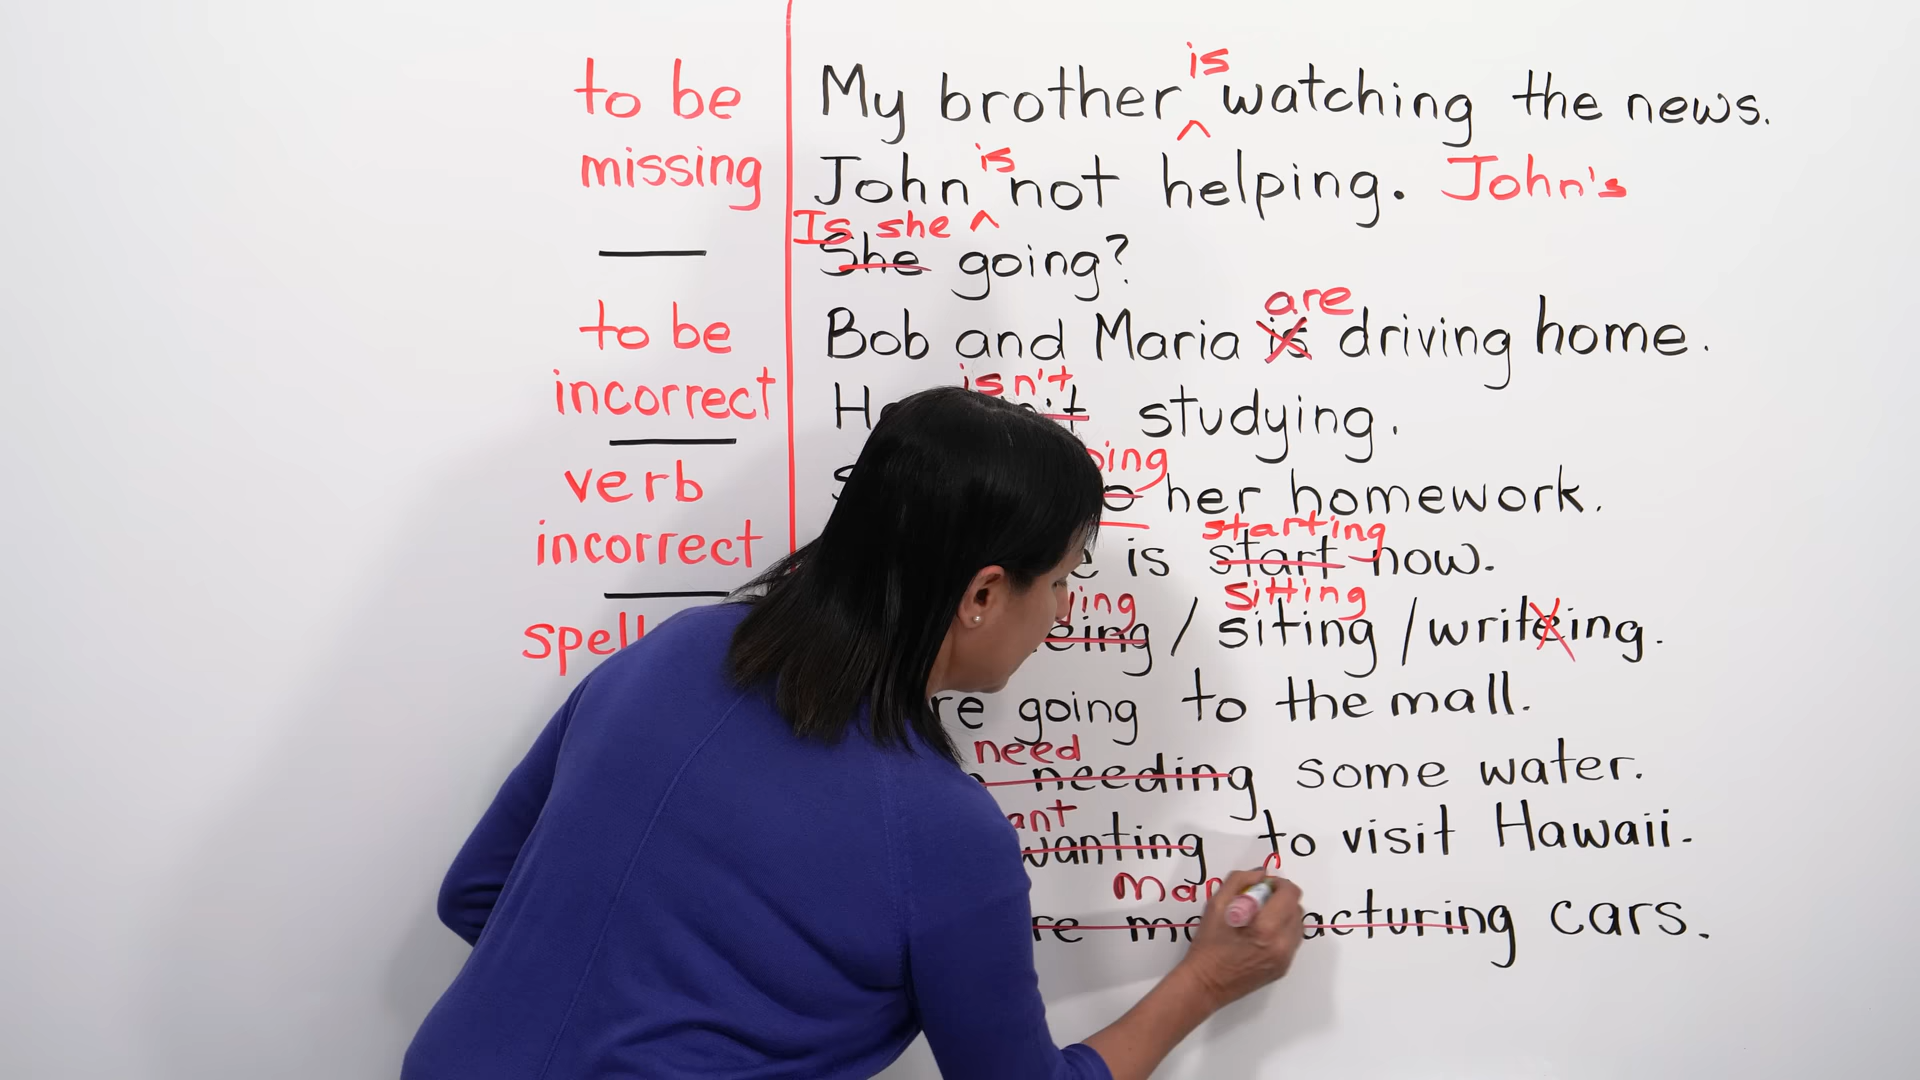 to be
missing
to be
incorrect
verb
incorrect
is
My brother ^ watching the news.
is
John ^ not helping. John's
Is she
She going?
are
Bob and Maria is driving home.
isn't
studying.
her homework.
starting
is start now.
sitting
/ siting / writeing.
going to the mall.
need
needing some water.
wanting to visit Hawaii.
cars.